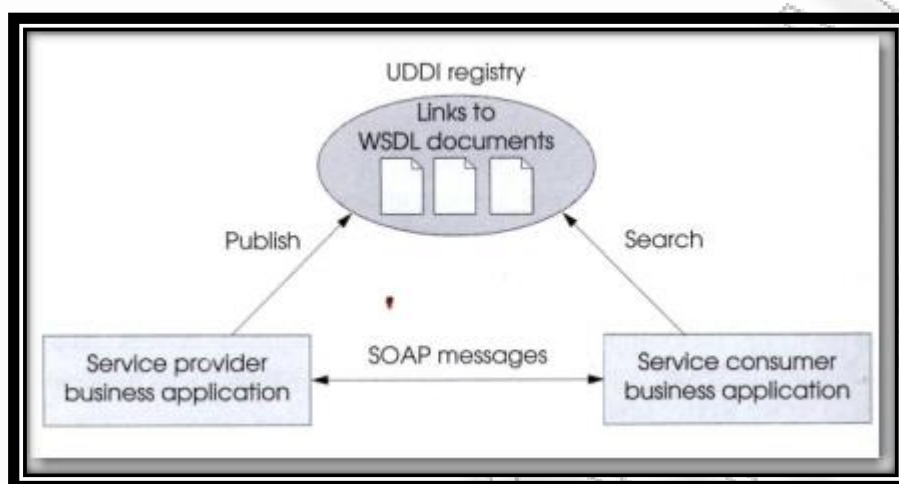 UDDI registry
Links to
WSDL documents
Publish
Search
SOAP messages
Service provider
business application
Service consumer
business application